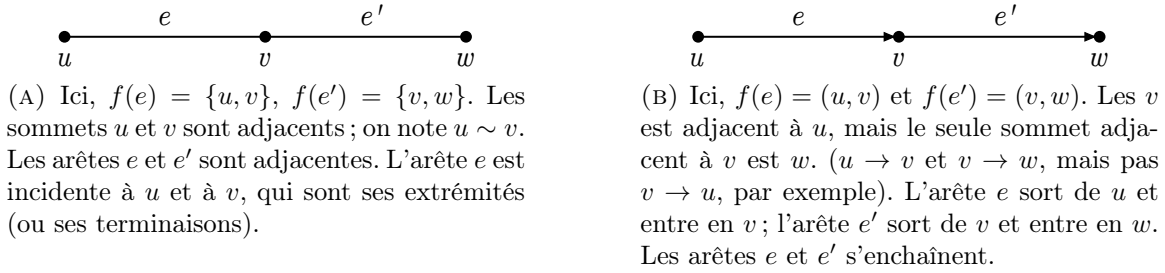 e e'
u v w
(A) Ici, f(e) = {u, v}, f(e′) = {v, w}. Les
sommets u et v sont adjacents ; on note u ∼ v.
Les arêtes e et e′ sont adjacentes. L'arête e est
incidente à u et à v, qui sont ses extrémités
(ou ses terminaisons).
e e'
u v w
(B) Ici, f(e) = (u, v) et f(e′) = (v, w). Les v
est adjacent à u, mais le seule sommet adja-
cent à v est w. (u → v et v → w, mais pas
v → u, par exemple). L'arête e sort de u et
entre en v ; l'arête e′ sort de v et entre en w.
Les arêtes e et e′ s'enchaînent.